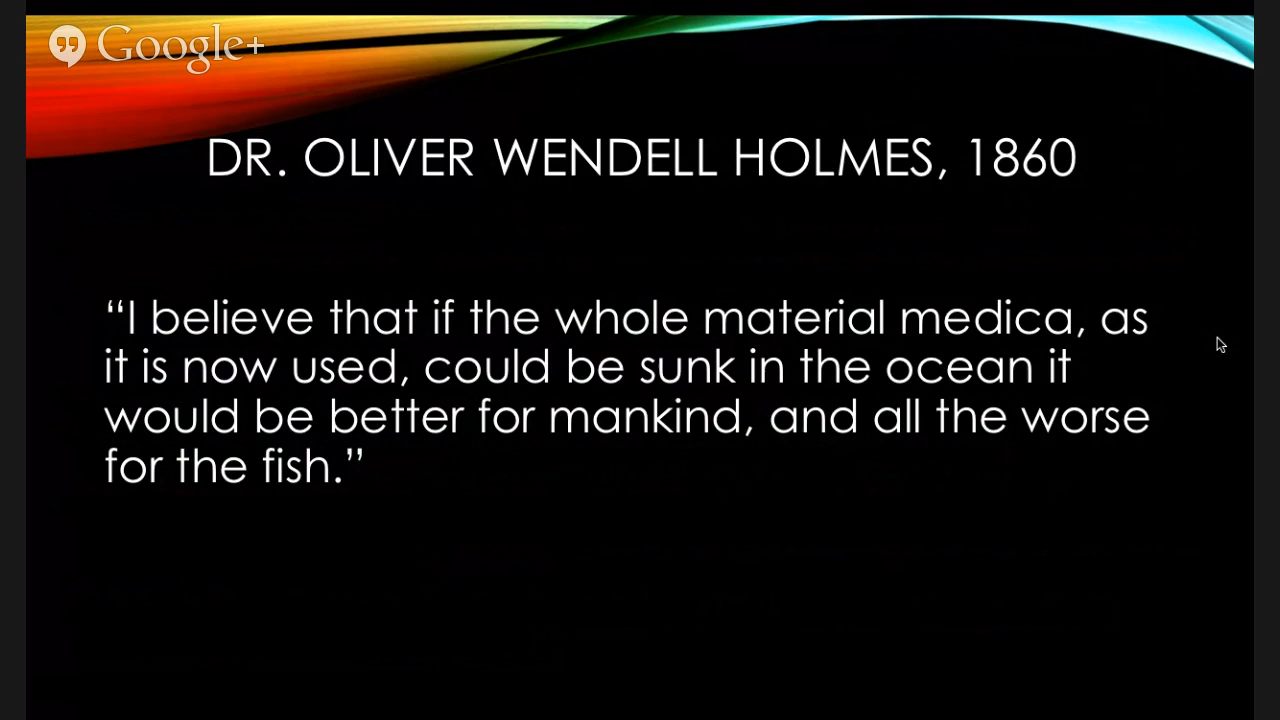 Google+
DR. OLIVER WENDELL HOLMES, 1860
“I believe that if the whole material medica, as
it is now used, could be sunk in the ocean it
would be better for mankind, and all the worse
for the fish.”